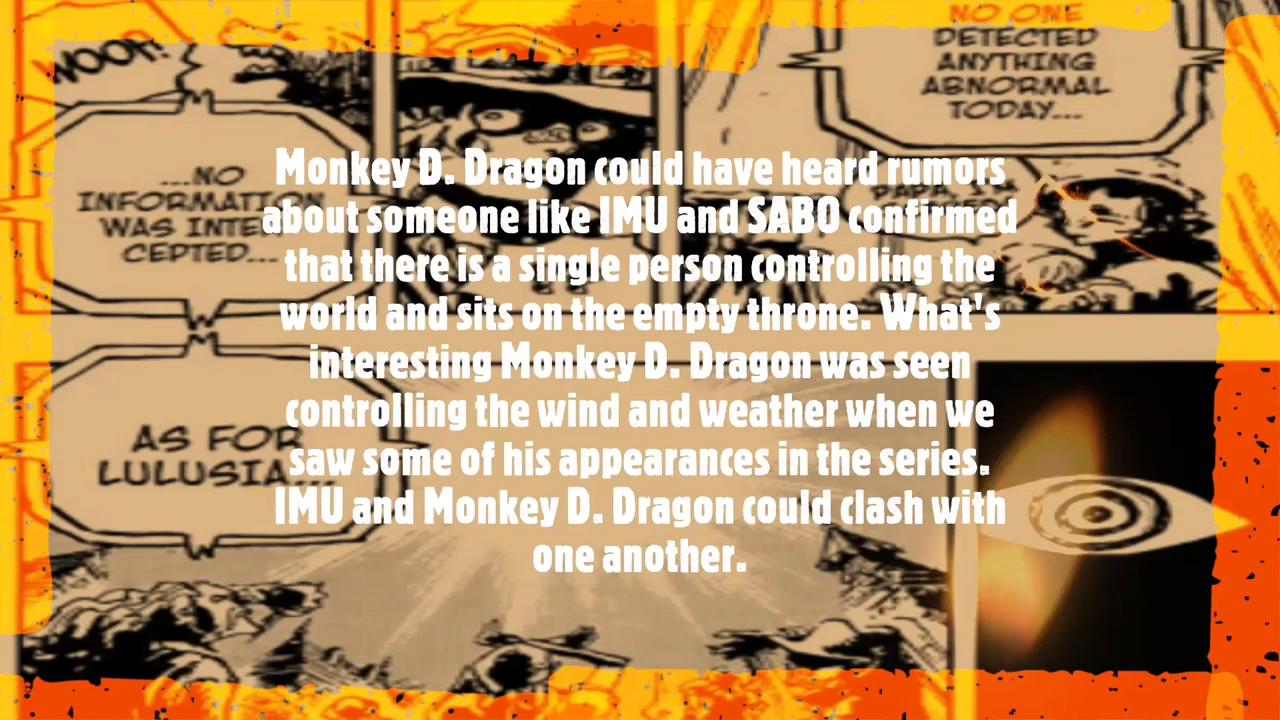 WOOF!
NO ONE
DETECTED
ANYTHING
ABNORMAL
TODAY...
...NO
INFORMATION
WAS INTE
CEPTED...
PAPA,
Monkey D. Dragon could have heard rumors
about someone like IMU and SABO confirmed
that there is a single person controlling the
world and sits on the empty throne. What's
interesting Monkey D. Dragon was seen
controlling the wind and weather when we
saw some of his appearances in the series.
IMU and Monkey D. Dragon could clash with
one another.
AS FOR
LULUSIA...